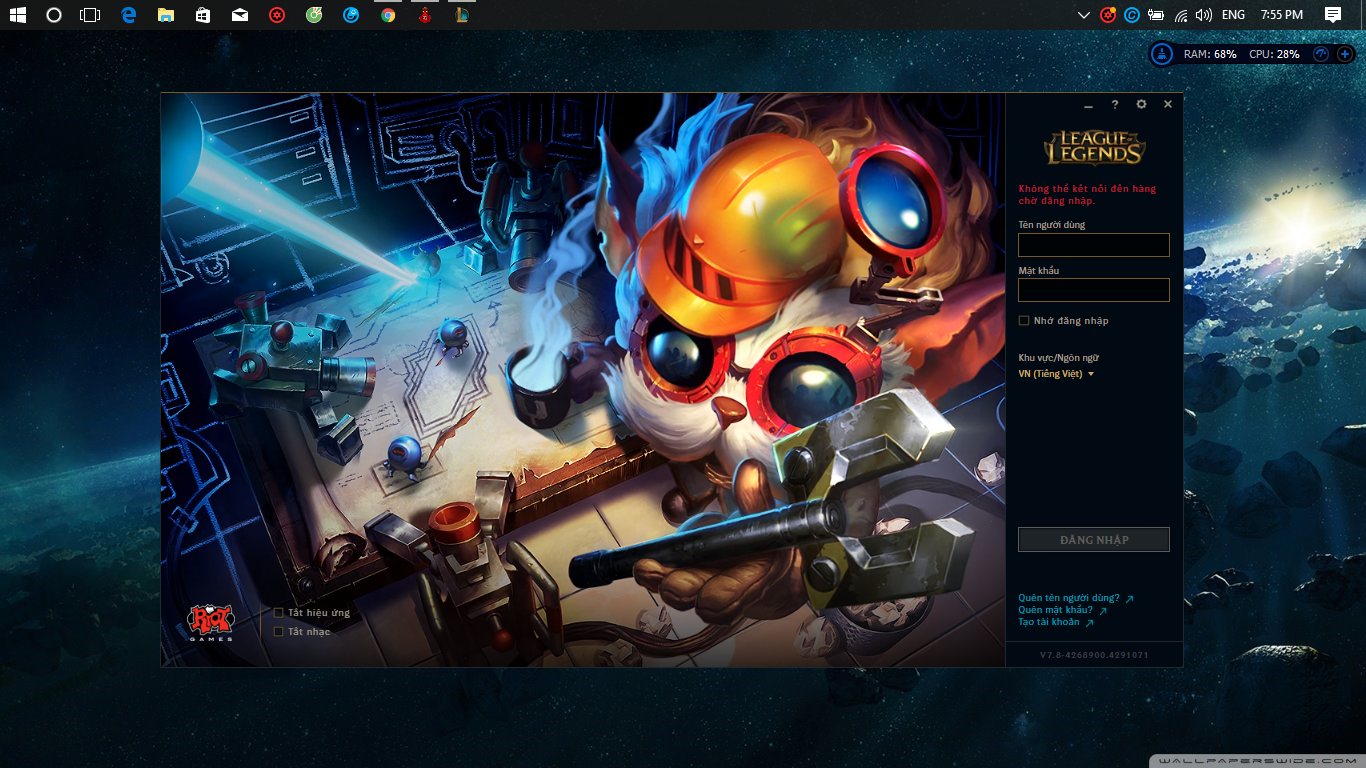 ENG
7:55 PM
RAM: 68% CPU: 28%
LEAGUE OF
LEGENDS
Không thể kết nối đến hàng
chờ đăng nhập.
Tên người dùng
Mật khẩu
Nhớ đăng nhập
Khu vực/Ngôn ngữ
VN (Tiếng Việt)
ĐĂNG NHẬP
Quên tên người dùng?
Quên mật khẩu?
Tạo tài khoản
V7.8-4268900.4291071
RIOT
GAMES
Tắt hiệu ứng
Tắt nhạc
WALLPAPERSWIDE.COM